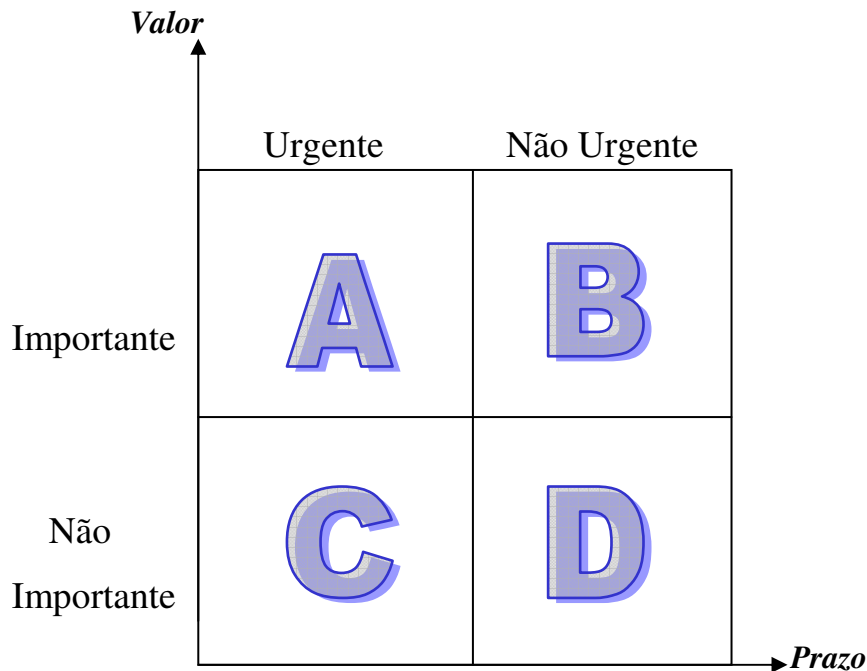 Valor
Urgente Não Urgente
A B
Importante
C D
Não
Importante
Prazo